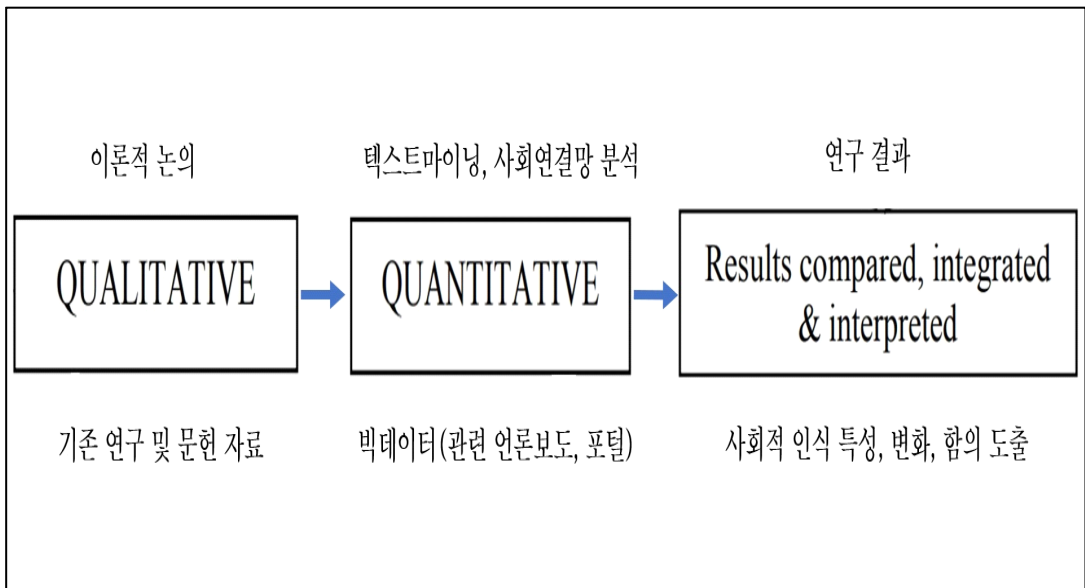 이론적 논의
텍스트마이닝, 사회연결망 분석
연구 결과
QUALITATIVE
QUANTITATIVE
Results compared, integrated
& interpreted
기존 연구 및 문헌 자료
빅데이터(관련 언론보도, 포털)
사회적 인식 특성, 변화, 함의 도출